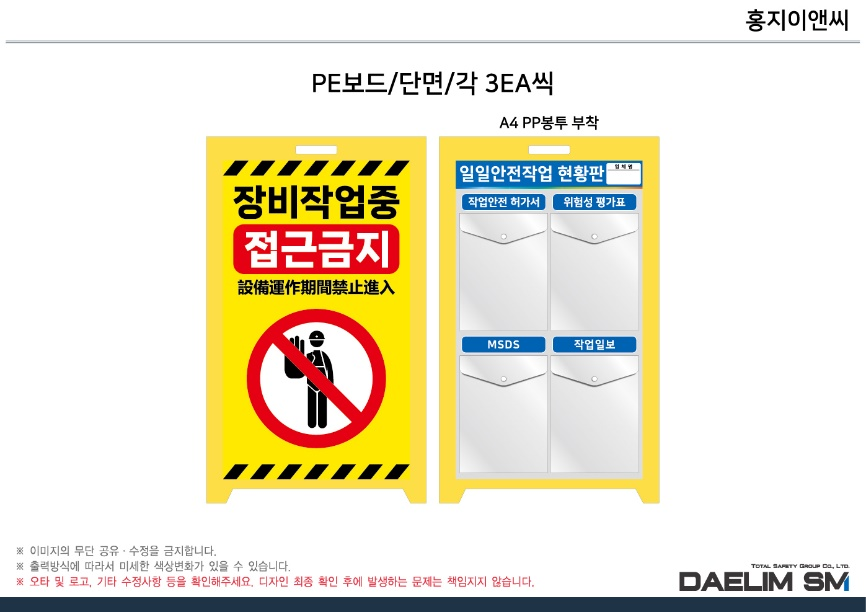 홍지이앤씨
PE보드/단면/각 3EA씩
A4 PP봉투 부착
장비작업중
접근금지
設備運作期間禁止進入
일일안전작업 현황판
업 체 명
작업안전 허가서
위험성 평가표
MSDS
작업일보
※ 이미지의 무단 공유 · 수정을 금지합니다.
※ 출력방식에 따라서 미세한 색상변화가 있을 수 있습니다.
※ 오타 및 로고, 기타 수정사항 등을 확인해주세요. 디자인 최종 확인 후에 발생하는 문제는 책임지지 않습니다.
TOTAL SAFETY GROUP CO., LTD.
DAELIM SM